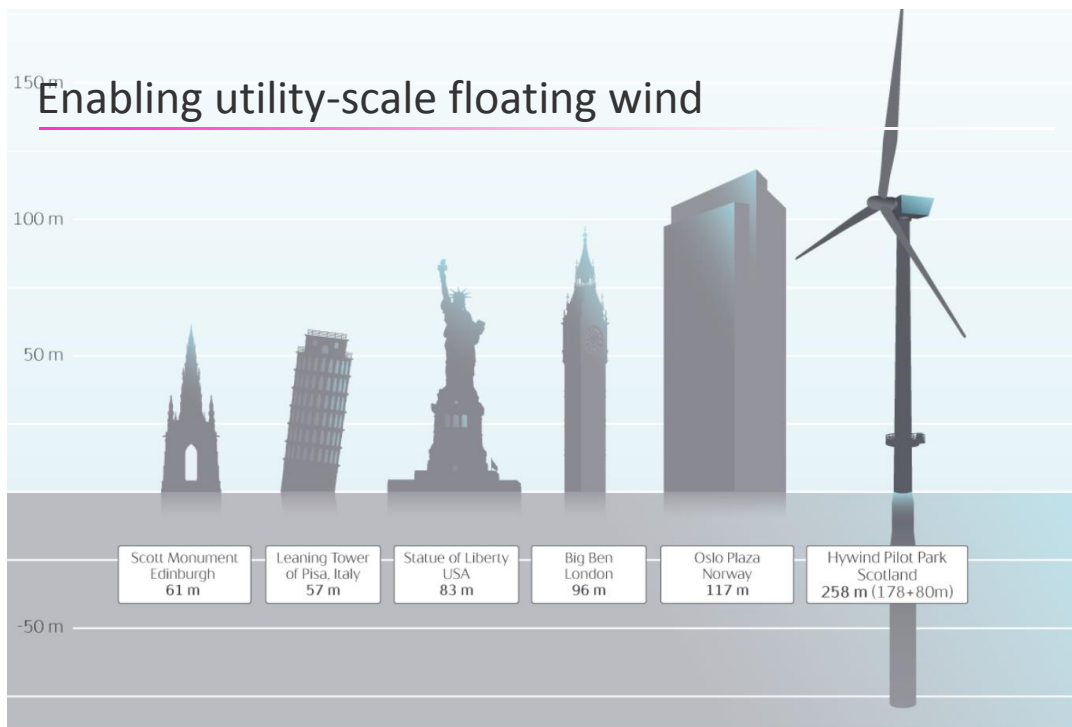 150 m
Enabling utility-scale floating wind
100 m
50 m
Scott Monument
Edinburgh
61 m
Leaning Tower
of Pisa, Italy
57 m
Statue of Liberty
USA
83 m
Big Ben
London
96 m
Oslo Plaza
Norway
117 m
Hywind Pilot Park
Scotland
258 m (178+80m)
-50 m